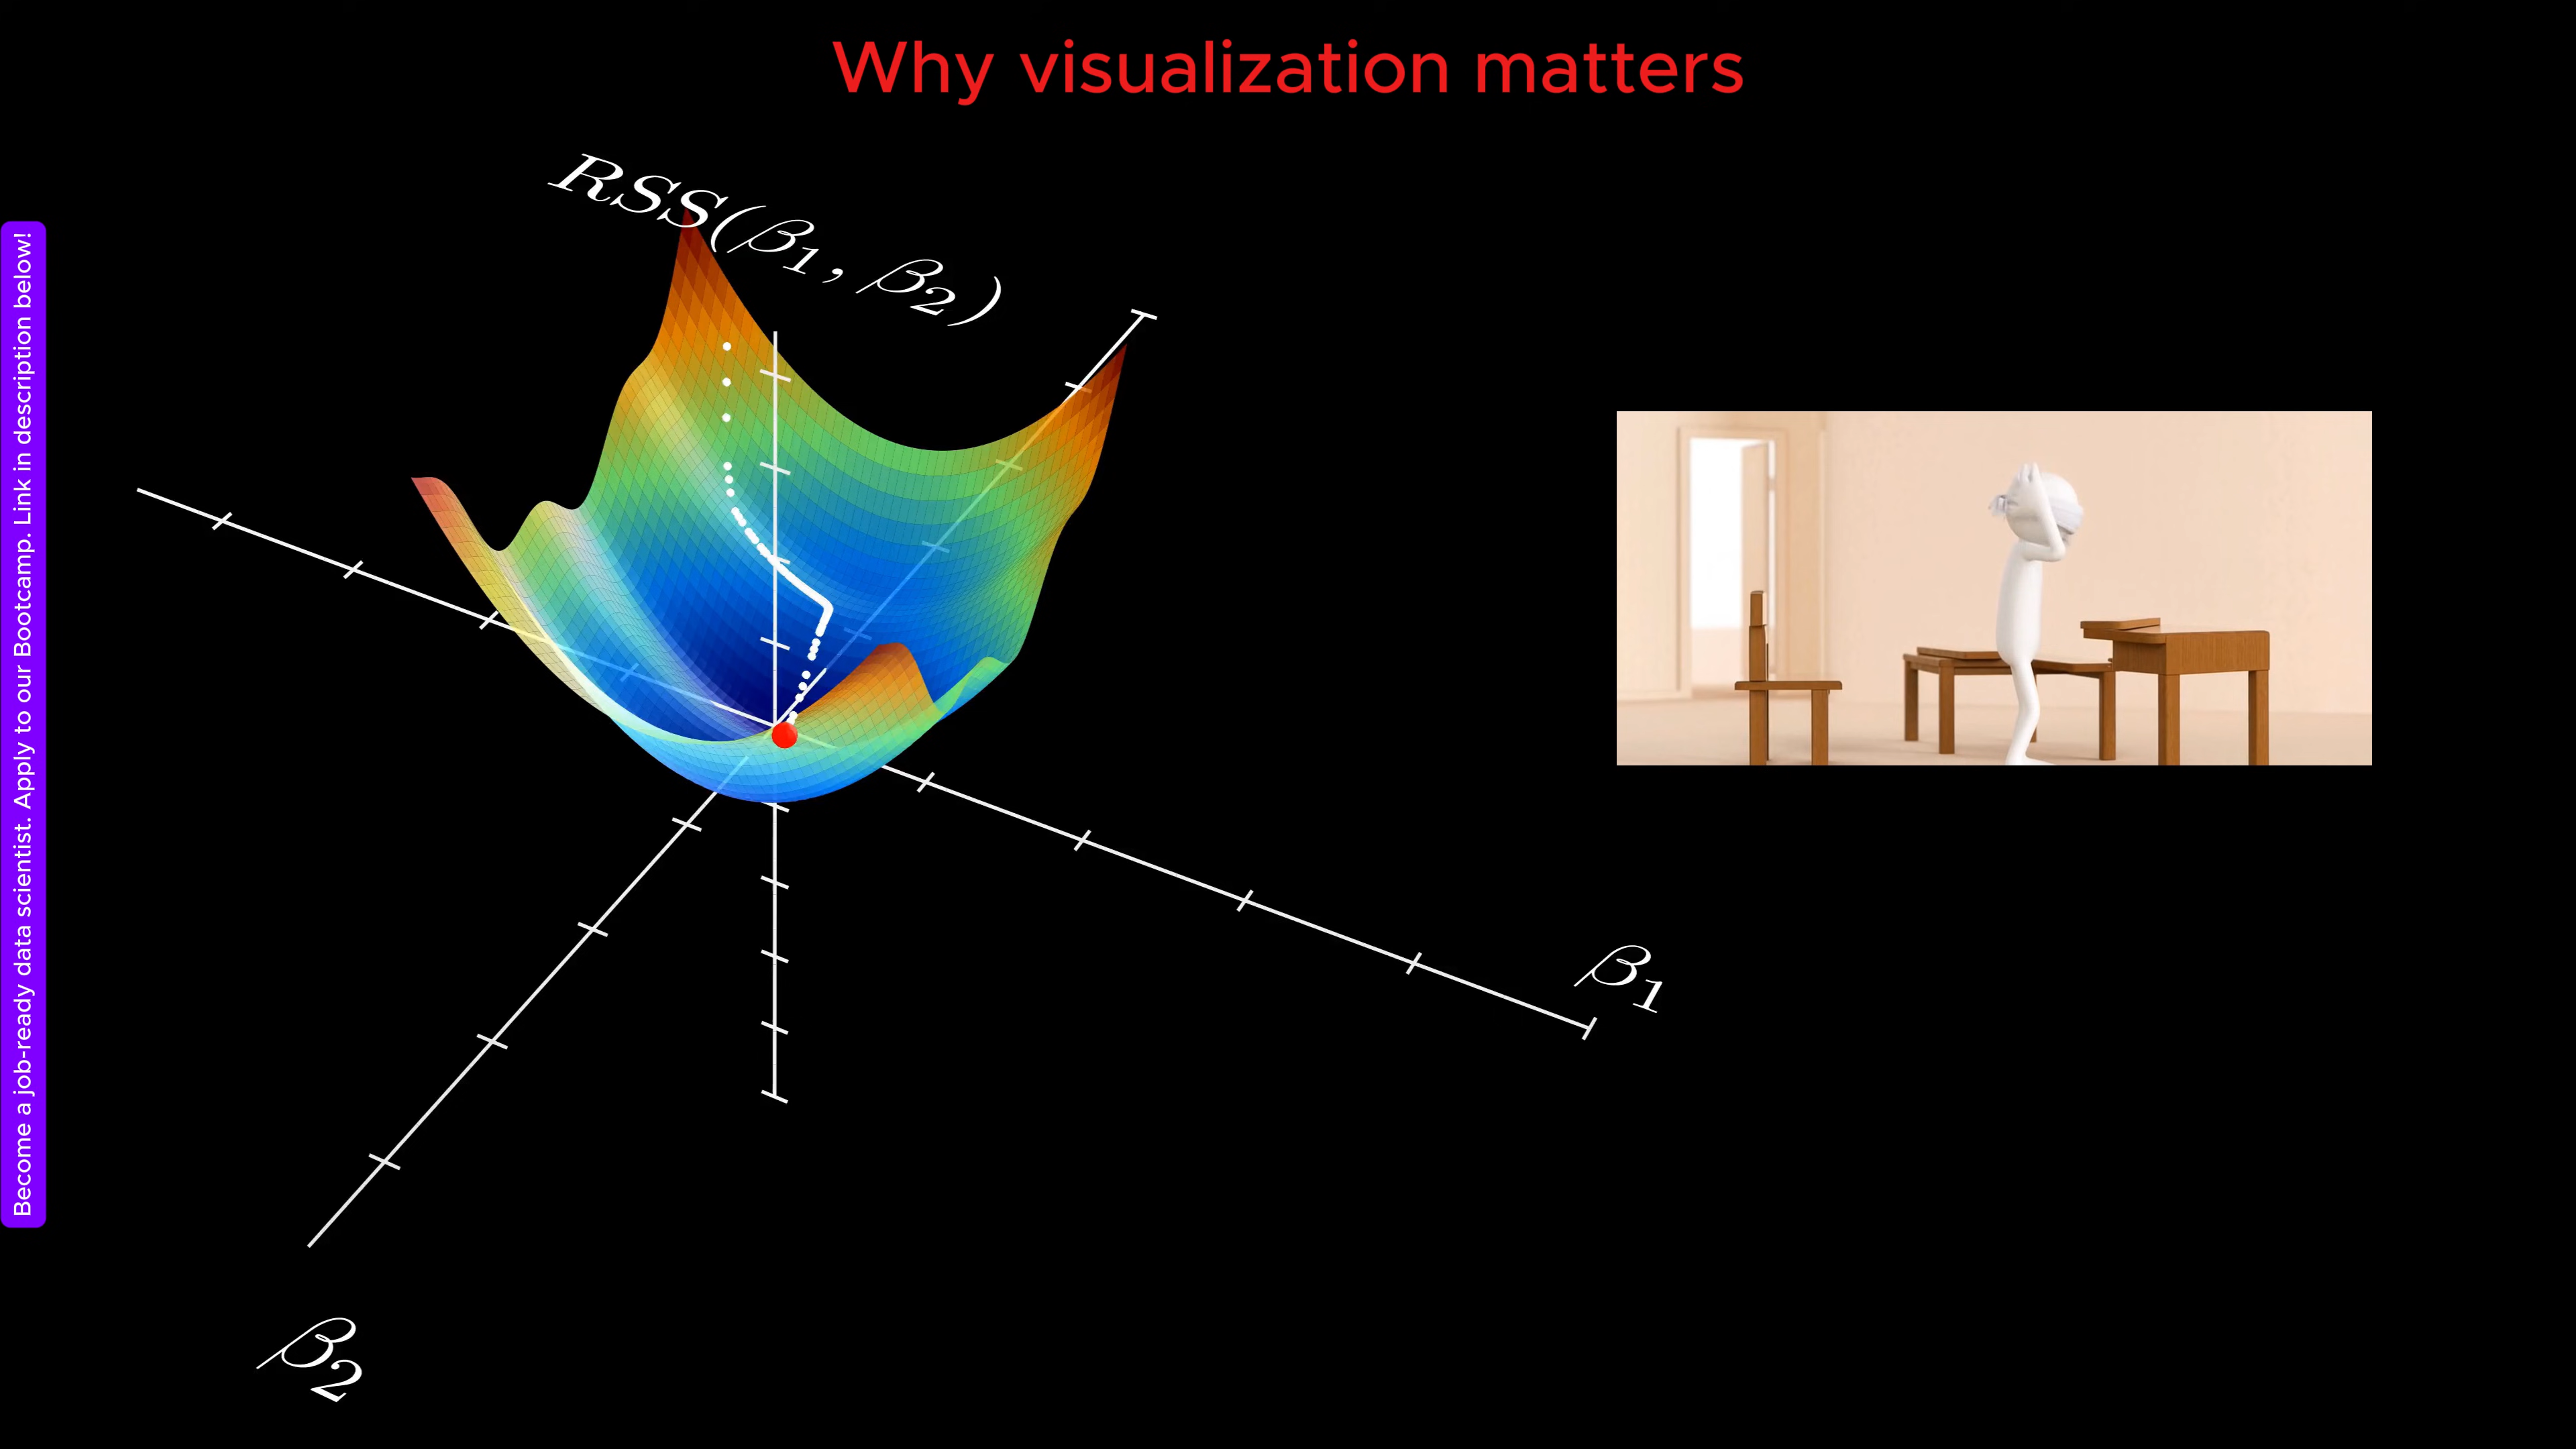 Why visualization matters
RSS(β₁, β₂)
β₁
β₂
Become a job-ready data scientist. Apply to our Bootcamp. Link in description below!